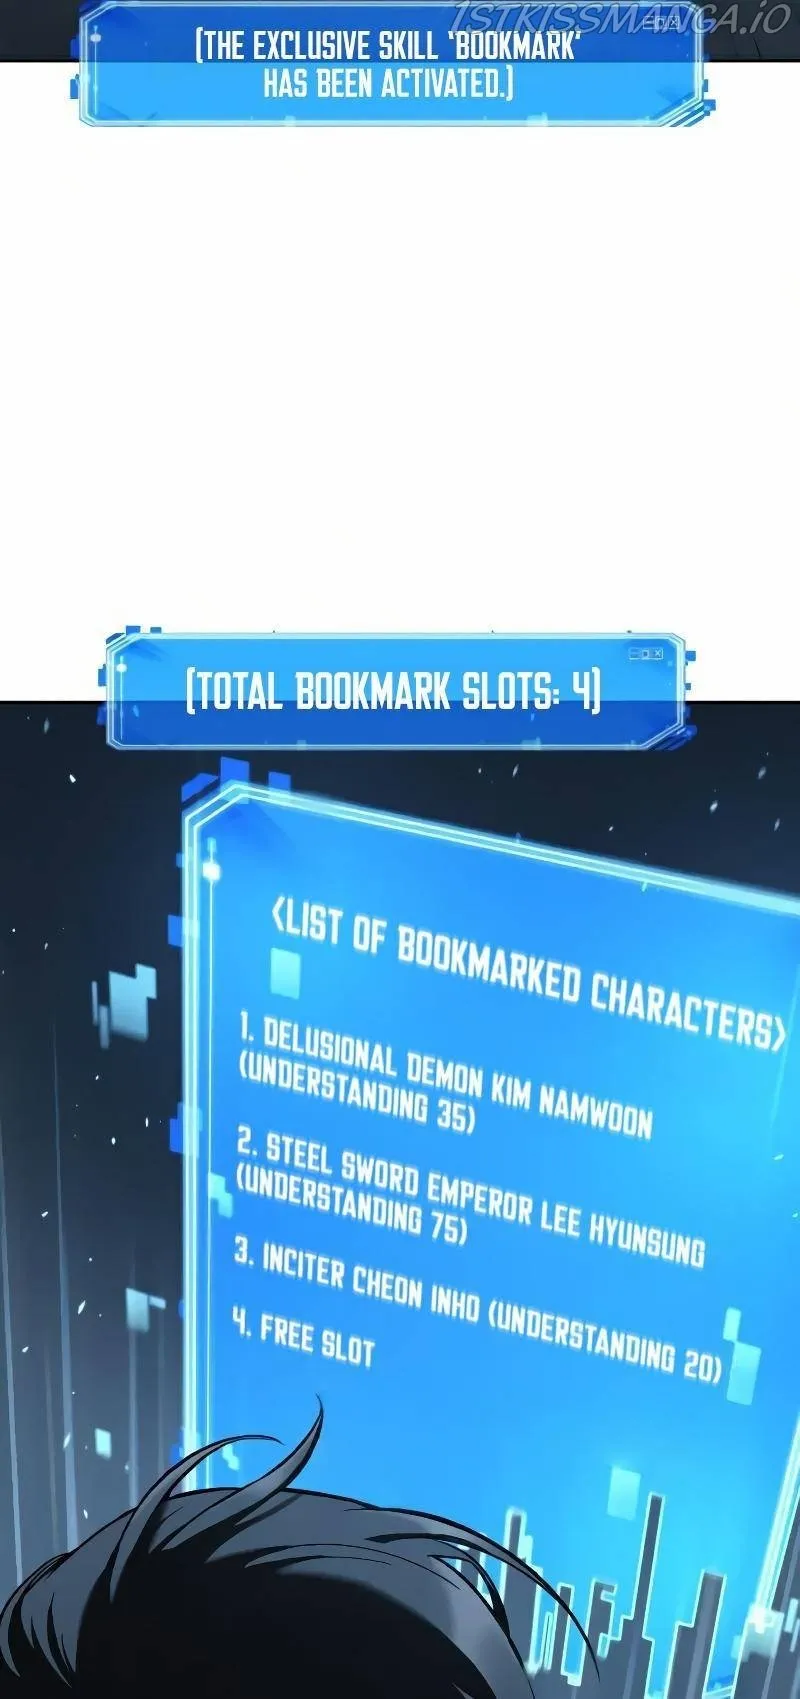 1STKISSMANGA.IO
[THE EXCLUSIVE SKILL 'BOOKMARK'
HAS BEEN ACTIVATED.]
[TOTAL BOOKMARK SLOTS: 4]
<LIST OF BOOKMARKED CHARACTERS>
1. DELUSIONAL DEMON KIM NAMWOON
(UNDERSTANDING 35)
2. STEEL SWORD EMPEROR LEE HYUNSUNG
(UNDERSTANDING 75)
3. INCITER CHEON INHO (UNDERSTANDING 20)
4. FREE SLOT